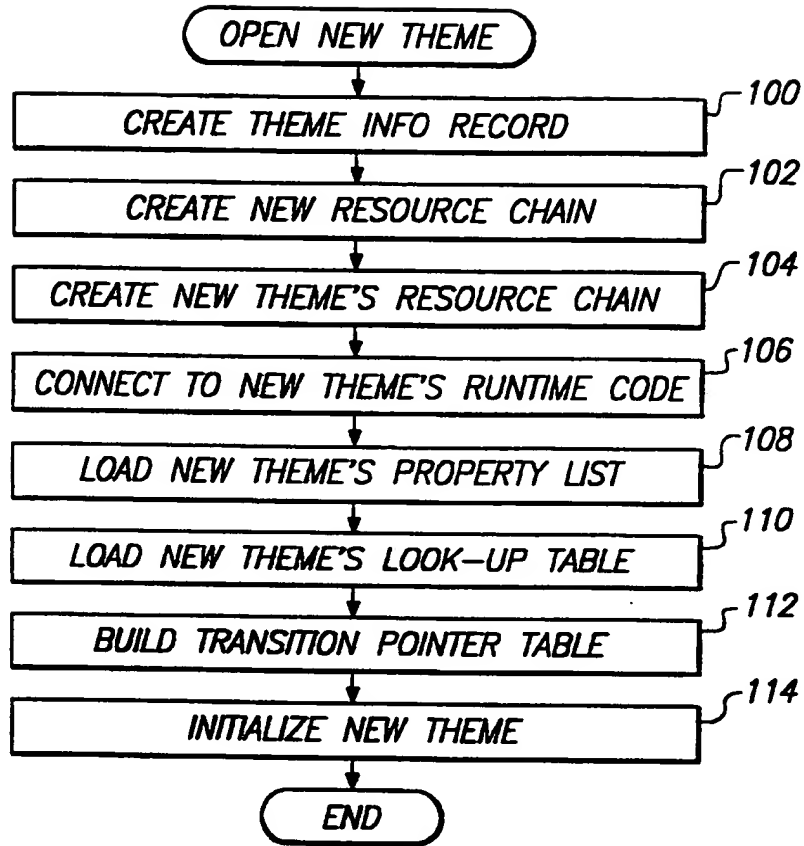 OPEN NEW THEME
100
CREATE THEME INFO RECORD
102
CREATE NEW RESOURCE CHAIN
104
CREATE NEW THEME'S RESOURCE CHAIN
106
CONNECT TO NEW THEME'S RUNTIME CODE
108
LOAD NEW THEME'S PROPERTY LIST
110
LOAD NEW THEME'S LOOK-UP TABLE
112
BUILD TRANSITION POINTER TABLE
114
INITIALIZE NEW THEME
END